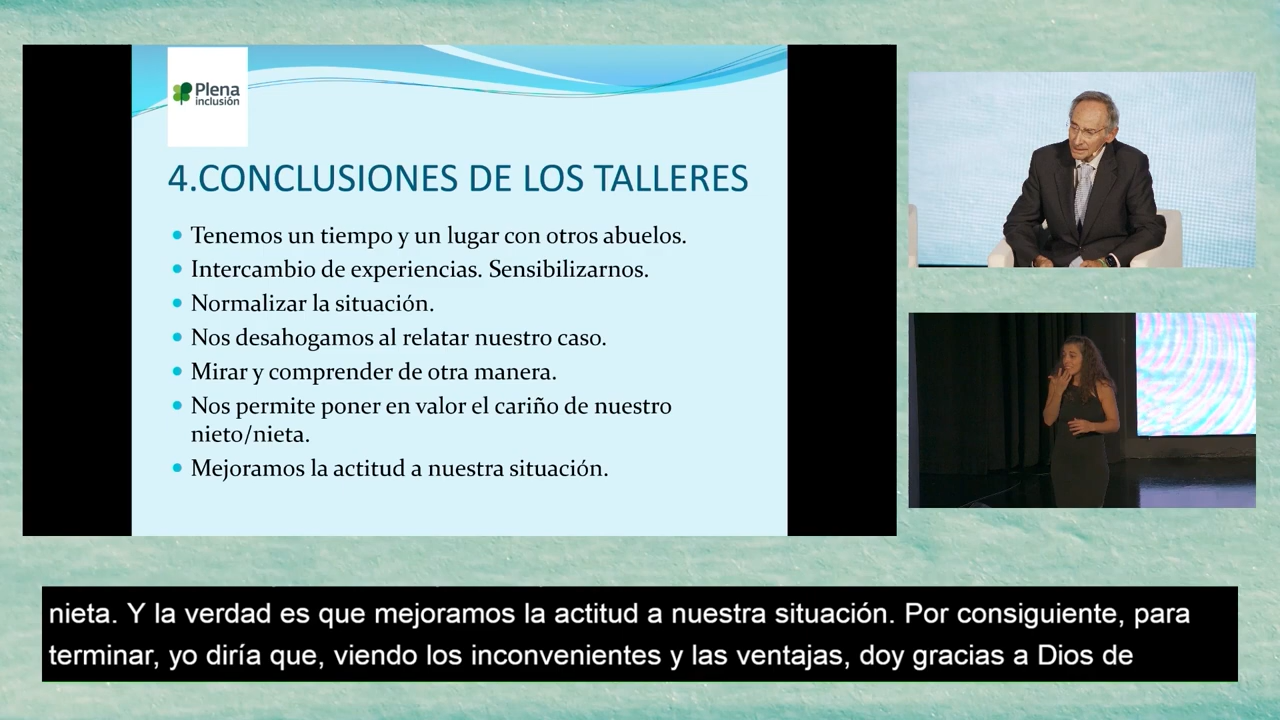 Plena
inclusión
4.CONCLUSIONES DE LOS TALLERES
• Tenemos un tiempo y un lugar con otros abuelos.
• Intercambio de experiencias. Sensibilizarnos.
• Normalizar la situación.
• Nos desahogamos al relatar nuestro caso.
• Mirar y comprender de otra manera.
• Nos permite poner en valor el cariño de nuestro
nieto/nieta.
• Mejoramos la actitud a nuestra situación.
nieta. Y la verdad es que mejoramos la actitud a nuestra situación. Por consiguiente, para
terminar, yo diría que, viendo los inconvenientes y las ventajas, doy gracias a Dios de